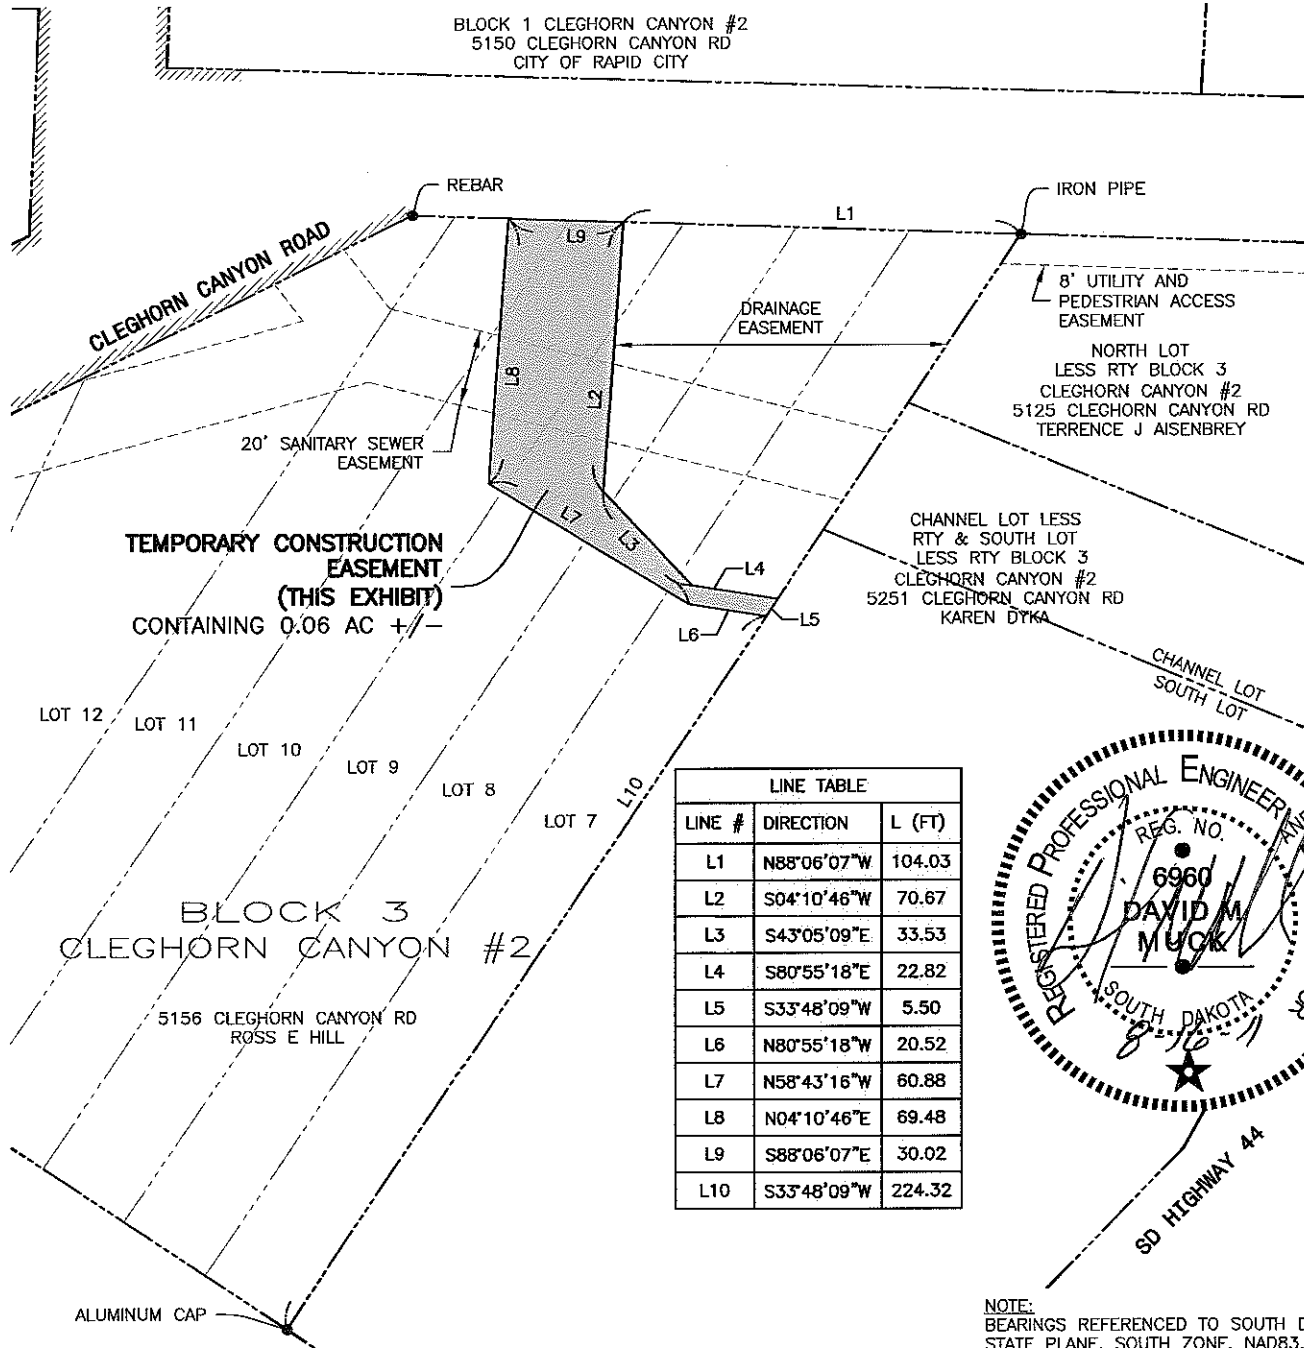 BLOCK 1 CLEGHORN CANYON #2
5150 CLEGHORN CANYON RD
CITY OF RAPID CITY
REBAR
IRON PIPE
L1
L9
CLEGHORN CANYON ROAD
8' UTILITY AND
PEDESTRIAN ACCESS
EASEMENT
DRAINAGE
EASEMENT
NORTH LOT
LESS RTY BLOCK 3
CLEGHORN CANYON #2
5125 CLEGHORN CANYON RD
TERRENCE J AISENBREY
L8
L2
20' SANITARY SEWER
EASEMENT
L7
L3
TEMPORARY CONSTRUCTION
EASEMENT
(THIS EXHIBIT)
CONTAINING 0.06 AC +/-
CHANNEL LOT LESS
RTY & SOUTH LOT
LESS RTY BLOCK 3
CLEGHORN CANYON #2
5251 CLEGHORN CANYON RD
KAREN DYKA
L4
L5
L6
CHANNEL LOT
SOUTH LOT
LOT 12
LOT 11
LOT 10
LOT 9
LOT 8
LOT 7
L10
LINE TABLE
LINE # DIRECTION L (FT)
L1 N88°06'07"W 104.03
L2 S04°10'46"W 70.67
L3 S43°05'09"E 33.53
L4 S80°55'18"E 22.82
L5 S33°48'09"W 5.50
L6 N80°55'18"W 20.52
L7 N58°43'16"W 60.88
L8 N04°10'46"E 69.48
L9 S88°06'07"E 30.02
L10 S33°48'09"W 224.32
REGISTERED PROFESSIONAL ENGINEER
REG. NO.
6960
DAVID M.
MUCK
SOUTH DAKOTA
8-16-11
BLOCK 3
CLEGHORN CANYON #2
5156 CLEGHORN CANYON RD
ROSS E HILL
SD HIGHWAY 44
ALUMINUM CAP
NOTE:
BEARINGS REFERENCED TO SOUTH D
STATE PLANE, SOUTH ZONE, NAD83,